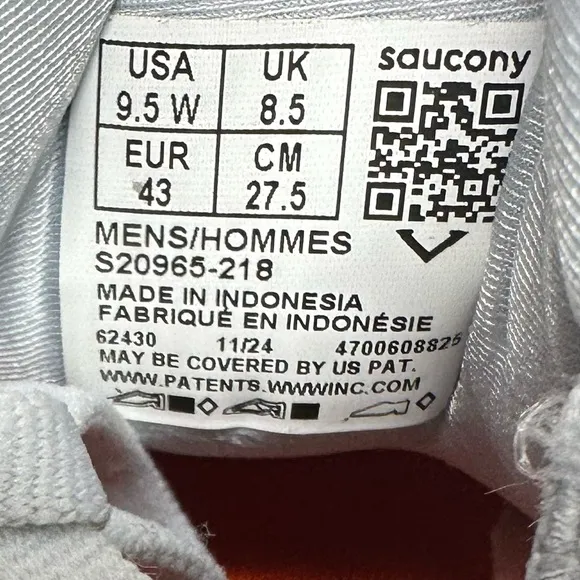 USA UK
9.5 W 8.5
EUR CM
43 27.5
saucony
MENS/HOMMES
S20965-218
MADE IN INDONESIA
FABRIQUÉ EN INDONÉSIE
62430 11/24 4700608825
MAY BE COVERED BY US PAT.
WWW.PATENTS.WWWINC.COM